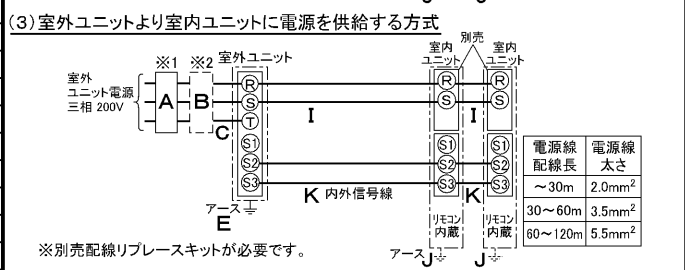 (3)室外ユニットより室内ユニットに電源を供給する方式
別売
※1 ※2 室外ユニット
室内ユニット
室内ユニット
室外
ユニット電源
三相 200V
A
B
C
R
S
T
S1
S2
S3
I
R
S
S1
S2
S3
I
R
S
S1
S2
S3
K 内外信号線
K
アース
E
リモコン
内蔵
リモコン
内蔵
アース J
J
電源線配線長 電源線太さ
～30m 2.0mm²
30～60m 3.5mm²
60～120m 5.5mm²
※別売配線リプレースキットが必要です。